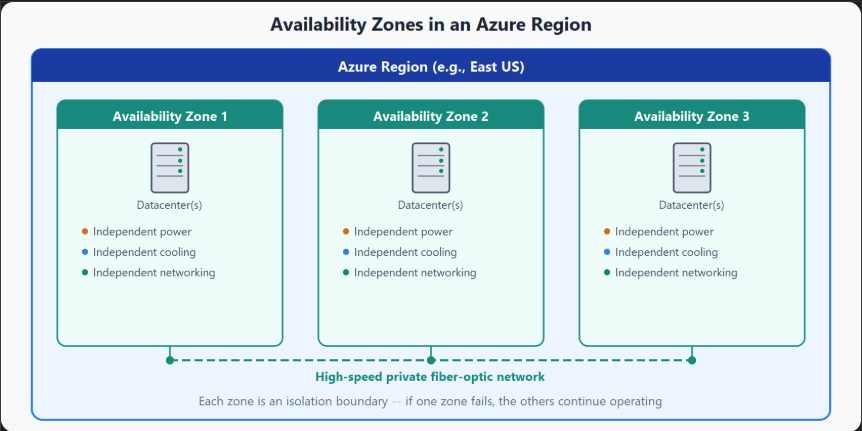 Availability Zones in an Azure Region
Azure Region (e.g., East US)
Availability Zone 1
Datacenter(s)
Independent power
Independent cooling
Independent networking
Availability Zone 2
Datacenter(s)
Independent power
Independent cooling
Independent networking
Availability Zone 3
Datacenter(s)
Independent power
Independent cooling
Independent networking
High-speed private fiber-optic network
Each zone is an isolation boundary -- if one zone fails, the others continue operating